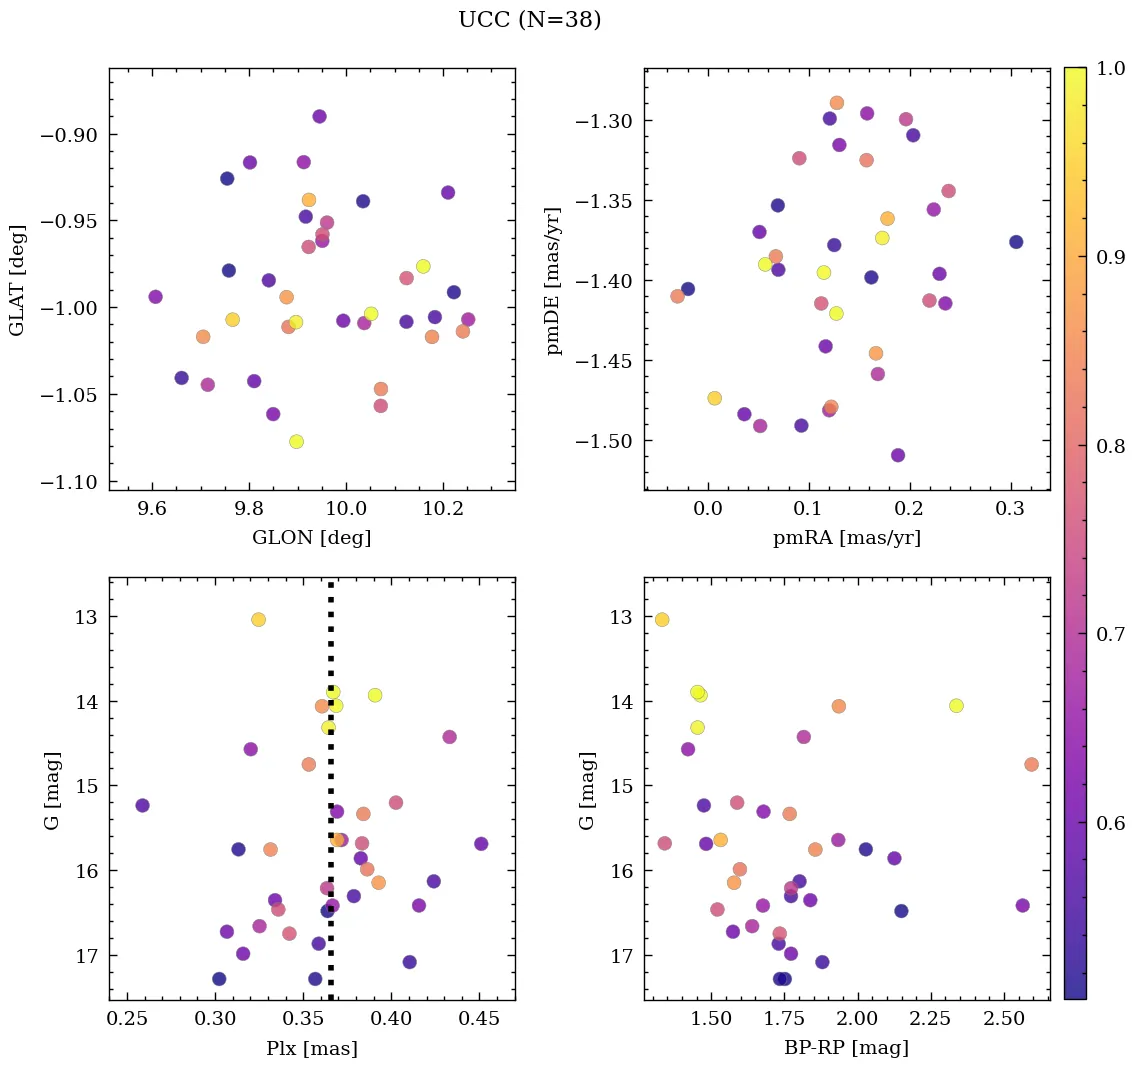 UCC (N=38)
−0.90
−0.95
−1.00
−1.05
−1.10
GLAT [deg]
9.6 9.8 10.0 10.2
GLON [deg]
−1.30
−1.35
−1.40
−1.45
−1.50
pmDE [mas/yr]
0.0 0.1 0.2 0.3
pmRA [mas/yr]
13
14
15
16
17
G [mag]
0.25 0.30 0.35 0.40 0.45
Plx [mas]
13
14
15
16
17
G [mag]
1.50 1.75 2.00 2.25 2.50
BP-RP [mag]
1.0
0.9
0.8
0.7
0.6